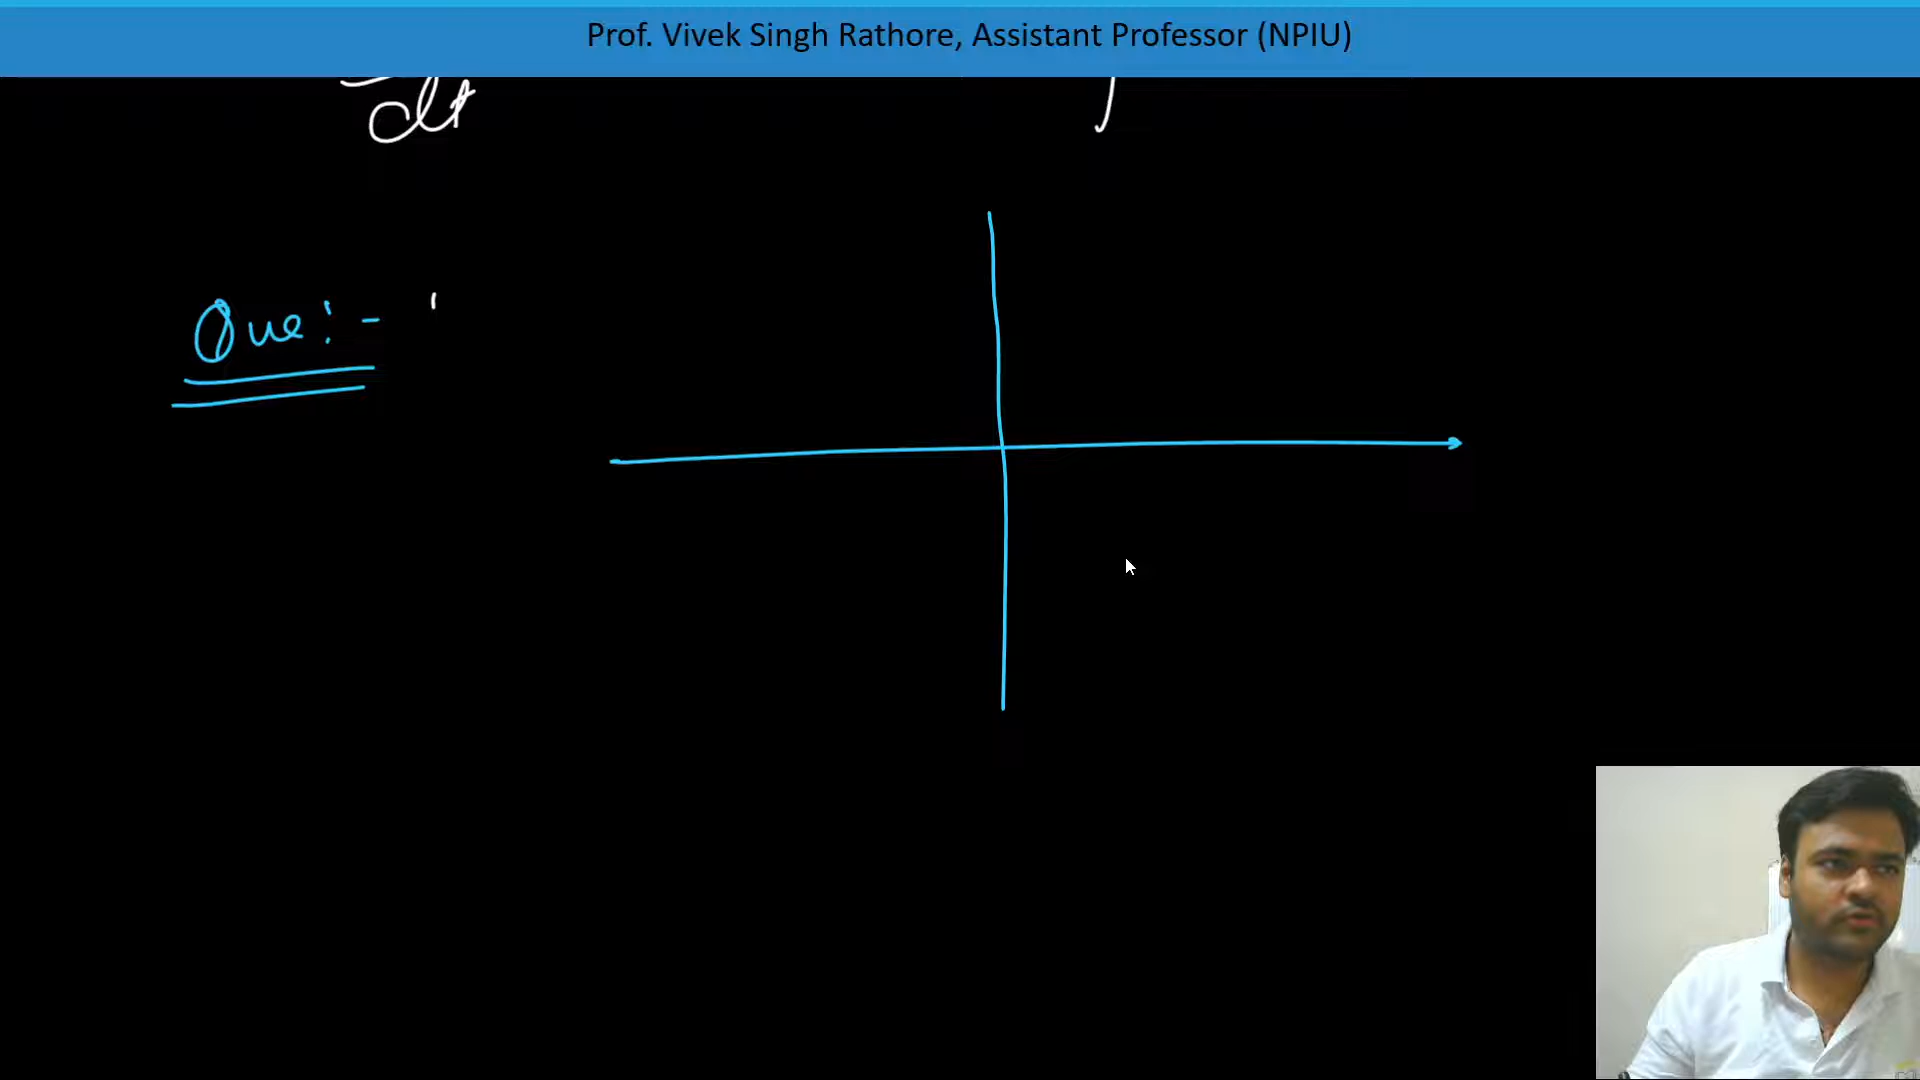 Prof. Vivek Singh Rathore, Assistant Professor (NPIU)
dt
Que:-